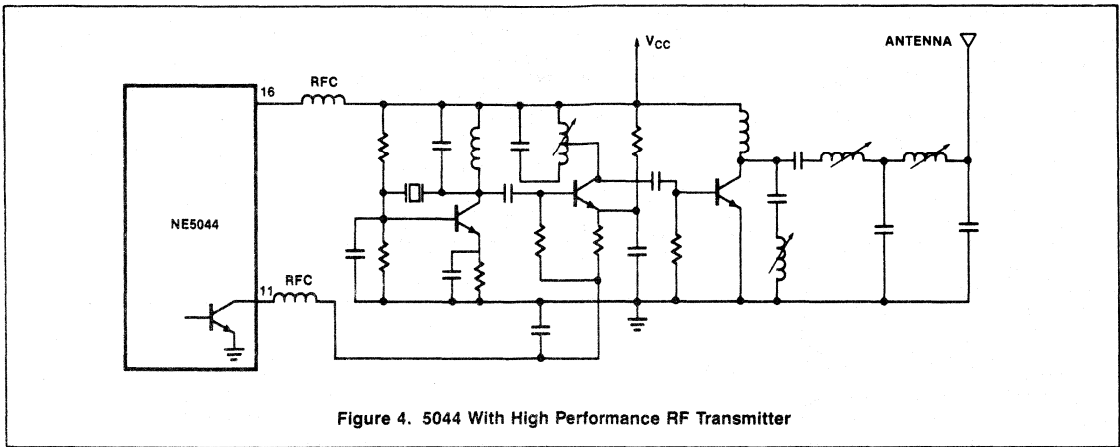 VCC
ANTENNA
16
RFC
NE5044
11
RFC
Figure 4. 5044 With High Performance RF Transmitter